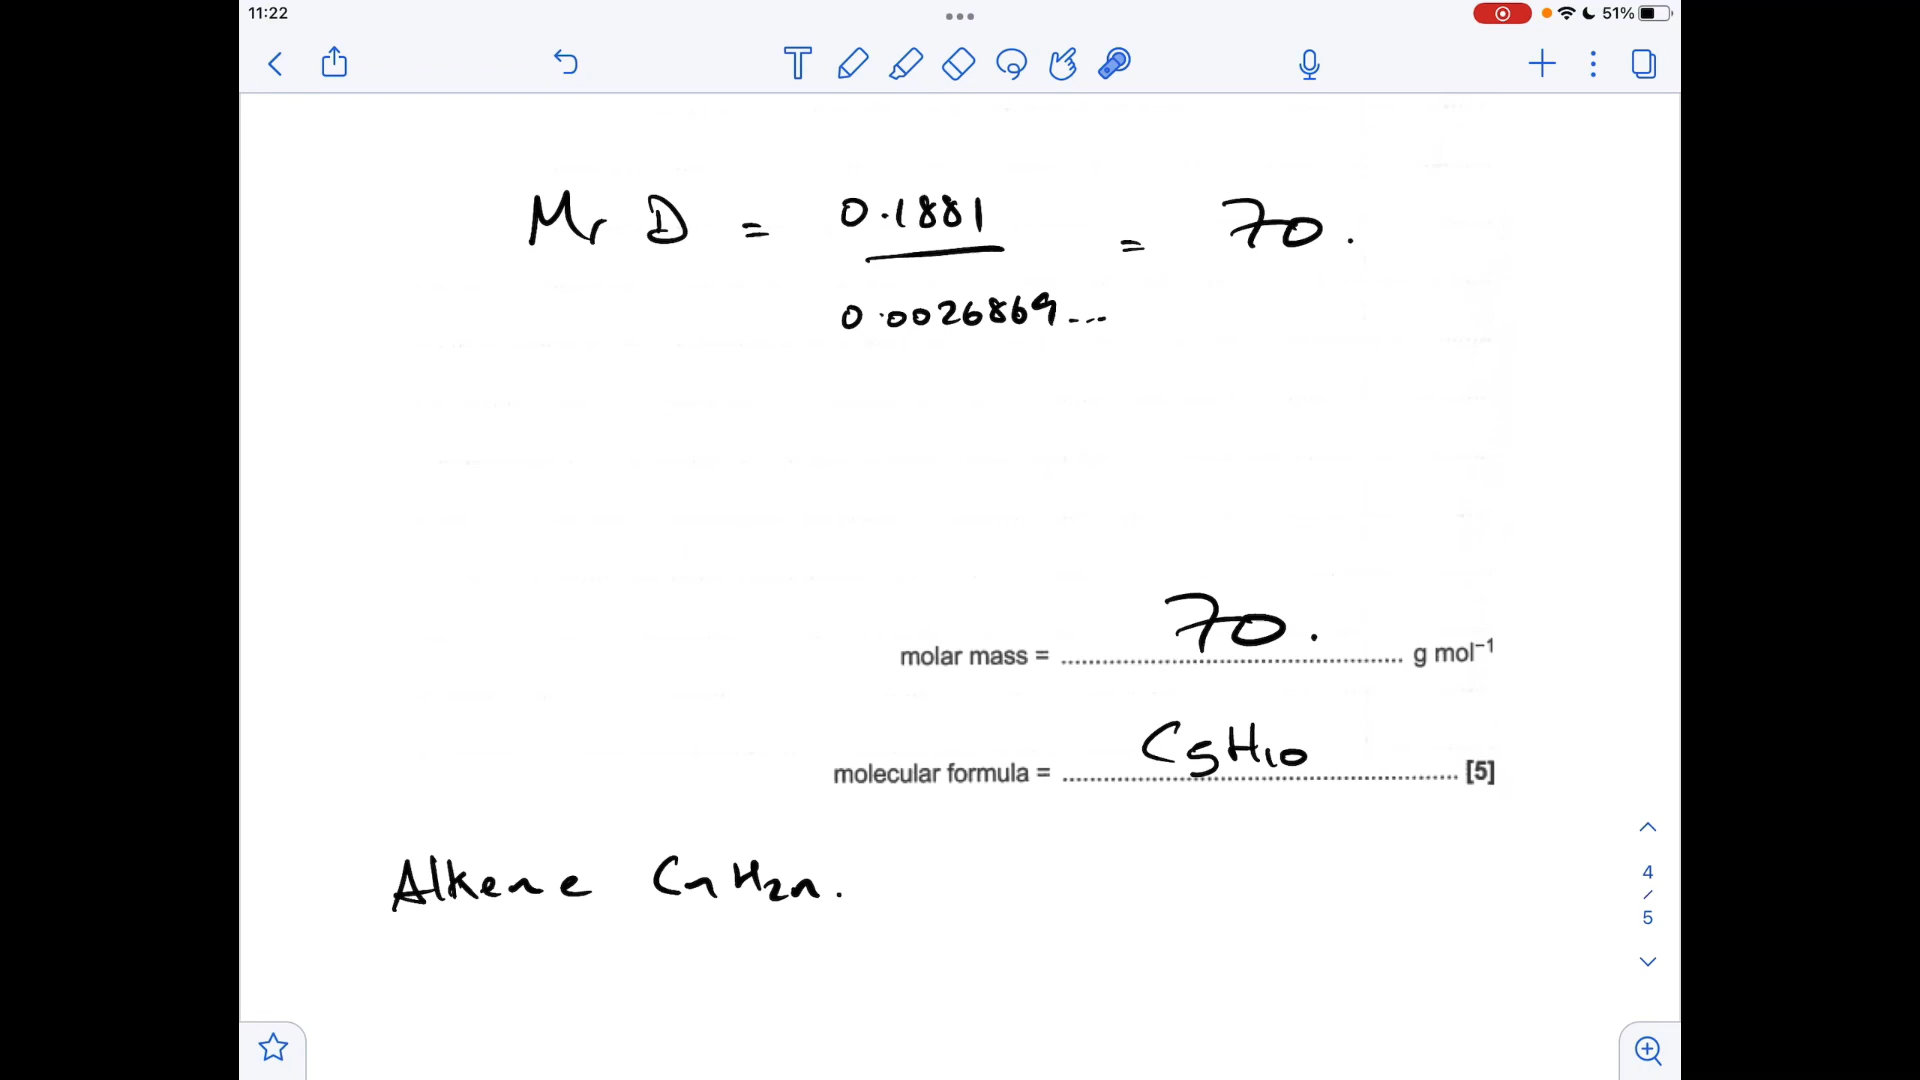 11:22
51%
T
Mr D = 0.1881 = 70.
0.0026869...
70.
molar mass = ........................ g mol⁻¹
C5H10
molecular formula = ........................ [5]
4
/
5
Alkene CnH2n.